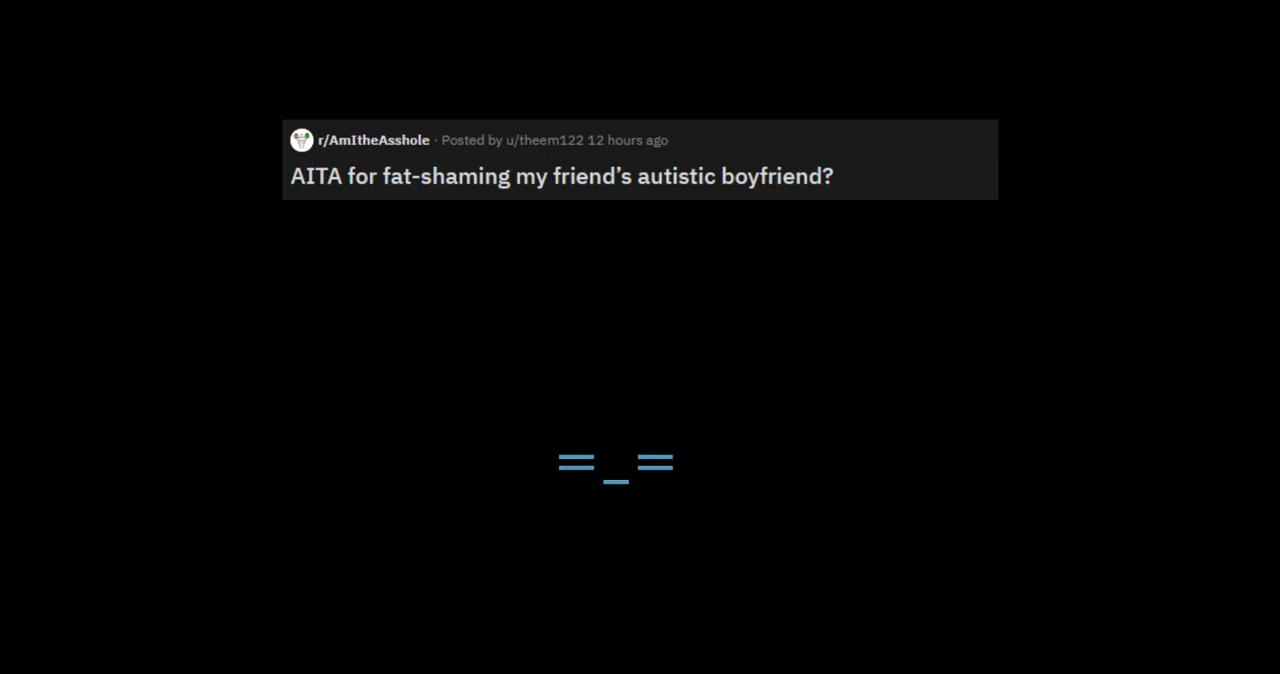 r/AmItheAsshole · Posted by u/theem122 12 hours ago
AITA for fat-shaming my friend’s autistic boyfriend?
=_=